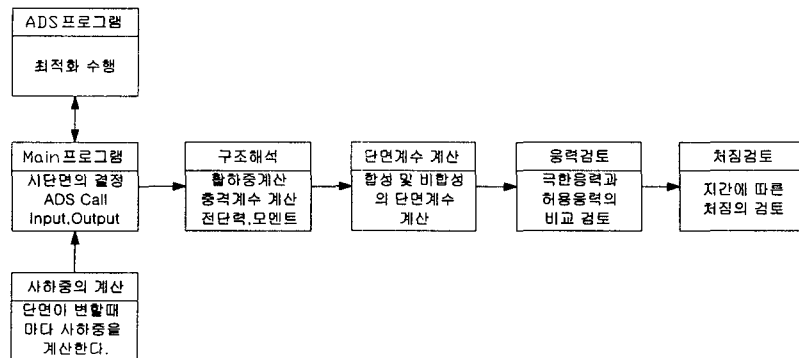 ADS프로그램
최적화 수행
Main프로그램
시단면의 결정
ADS Call
Input,Output
구조해석
활하중계산
충격계수 계산
전단력,모멘트
단면계수 계산
합성 및 비합성
의 단면계수
계산
응력검토
극한응력과
허용응력의
비교 검토
처짐검토
지간에 따른
처짐의 검토
사하중의 계산
단면이 변할때
마다 사하중을
계산한다.